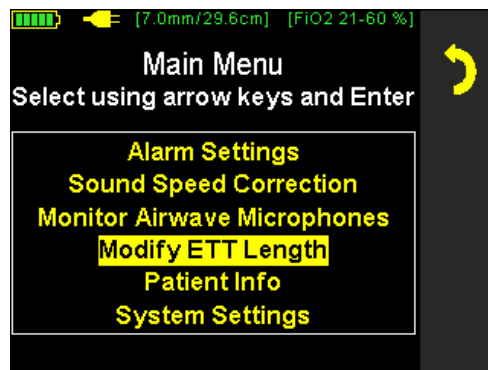 [7.0mm/29.6cm] [FiO2 21-60 %]
Main Menu
Select using arrow keys and Enter
Alarm Settings
Sound Speed Correction
Monitor Airwave Microphones
Modify ETT Length
Patient Info
System Settings